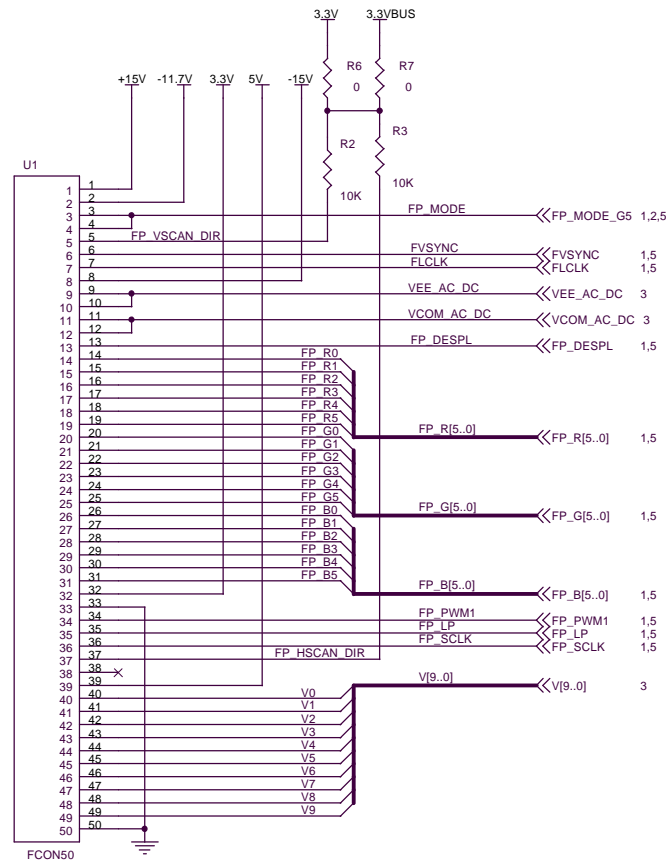 3.3V 3.3VBUS
R6 R7
0 0
+15V -11.7V 3.3V 5V -15V
R2 R3
10K 10K
U1
1 1
2 2
3 3 FP_MODE FP_MODE_G5 1,2,5
4 4
5 5 FP_VSCAN_DIR
6 6 FVSYNC FVSYNC 1,5
7 7 FLCLK FLCLK 1,5
8 8
9 9 VEE_AC_DC VEE_AC_DC 3
10 10
11 11 VCOM_AC_DC VCOM_AC_DC 3
12 12
13 13 FP_DESPL FP_DESPL 1,5
14 14 FP_R0
15 15 FP_R1
16 16 FP_R2
17 17 FP_R3
18 18 FP_R4
19 19 FP_R5
20 20 FP_G0 FP_R[5..0] FP_R[5..0] 1,5
21 21 FP_G1
22 22 FP_G2
23 23 FP_G3
24 24 FP_G4
25 25 FP_G5
26 26 FP_B0 FP_G[5..0] FP_G[5..0] 1,5
27 27 FP_B1
28 28 FP_B2
29 29 FP_B3
30 30 FP_B4
31 31 FP_B5
32 32 FP_B[5..0] FP_B[5..0] 1,5
33 33
34 34 FP_PWM1 FP_PWM1 1,5
35 35 FP_LP FP_LP 1,5
36 36 FP_SCLK FP_SCLK 1,5
37 37 FP_HSCAN_DIR
38 38
39 39 V[9..0] V[9..0] 3
40 40 V0
41 41 V1
42 42 V2
43 43 V3
44 44 V4
45 45 V5
46 46 V6
47 47 V7
48 48 V8
49 49 V9
50 50
FCON50